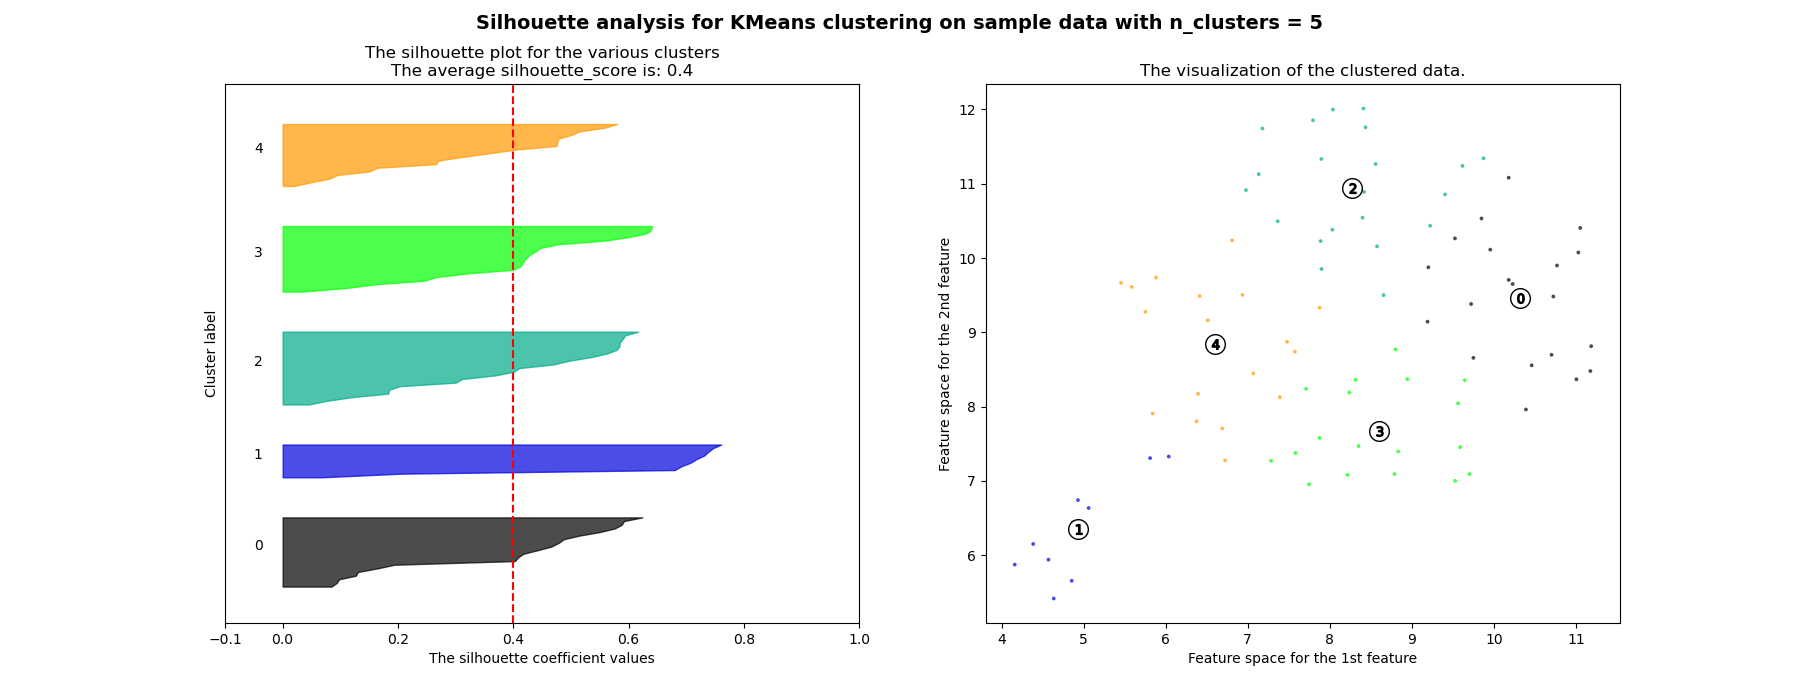 Silhouette analysis for KMeans clustering on sample data with n_clusters = 5
The silhouette plot for the various clusters
The average silhouette_score is: 0.4
Cluster label
4
3
2
1
0
−0.1 0.0 0.2 0.4 0.6 0.8 1.0
The silhouette coefficient values
The visualization of the clustered data.
Feature space for the 2nd feature
12
11
10
9
8
7
6
2
0
4
3
1
4 5 6 7 8 9 10 11
Feature space for the 1st feature